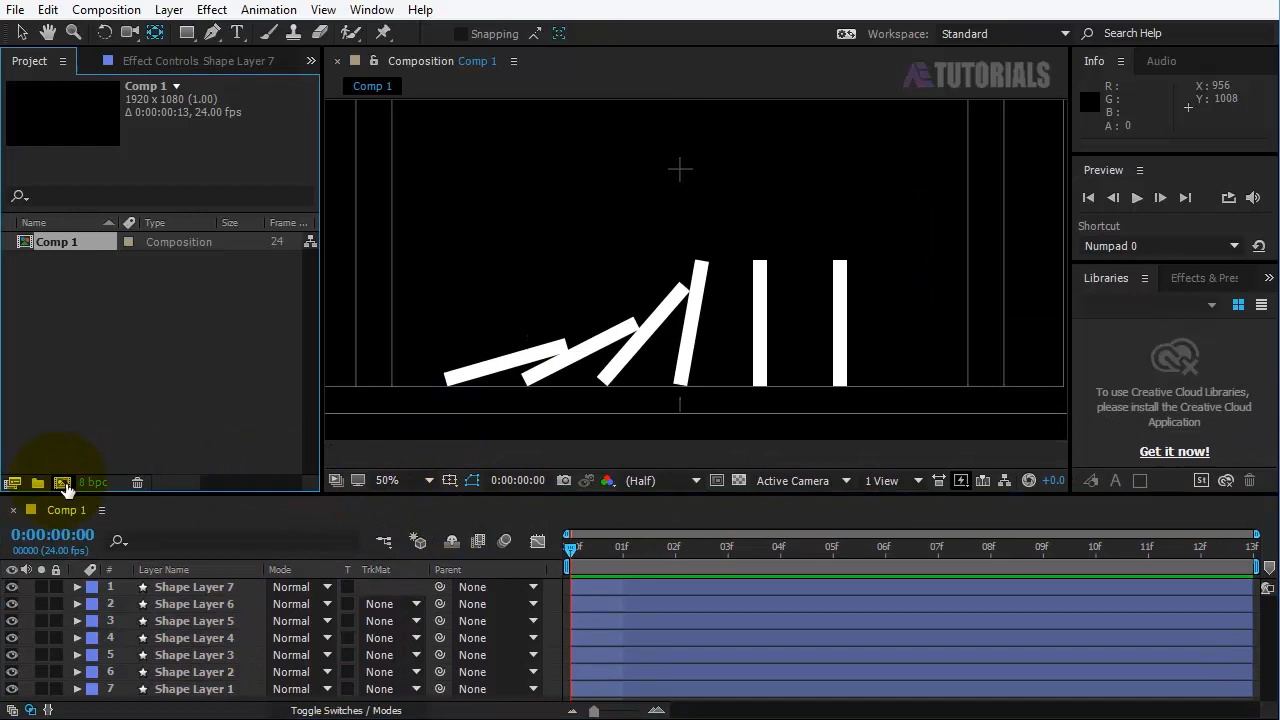 File Edit Composition Layer Effect Animation View Window Help
Snapping Workspace: Standard Search Help
Project Effect Controls Shape Layer 7 Composition Comp 1 Info Audio
Comp 1
1920 x 1080 (1.00)
Δ 0:00:00:13, 24.00 fps
Comp 1
AE TUTORIALS
R: X: 956
G: Y: 1008
B:
A: 0
Preview
Shortcut
Numpad 0
Name Type Size Frame ...
Comp 1 Composition 24
Libraries Effects & Pres
To use Creative Cloud Libraries,
please install the Creative Cloud
Application
Get it now!
8 bpc
50% 0:00:00:00 (Half) Active Camera 1 View +0.0
Comp 1
0:00:00:00
00000 (24.00 fps)
01f 02f 03f 04f 05f 06f 07f 08f 09f 10f 11f 12f 13f
# Layer Name Mode T TrkMat Parent
1 Shape Layer 7 Normal None
2 Shape Layer 6 Normal None None
3 Shape Layer 5 Normal None None
4 Shape Layer 4 Normal None None
5 Shape Layer 3 Normal None None
6 Shape Layer 2 Normal None None
7 Shape Layer 1 Normal None None
Toggle Switches / Modes